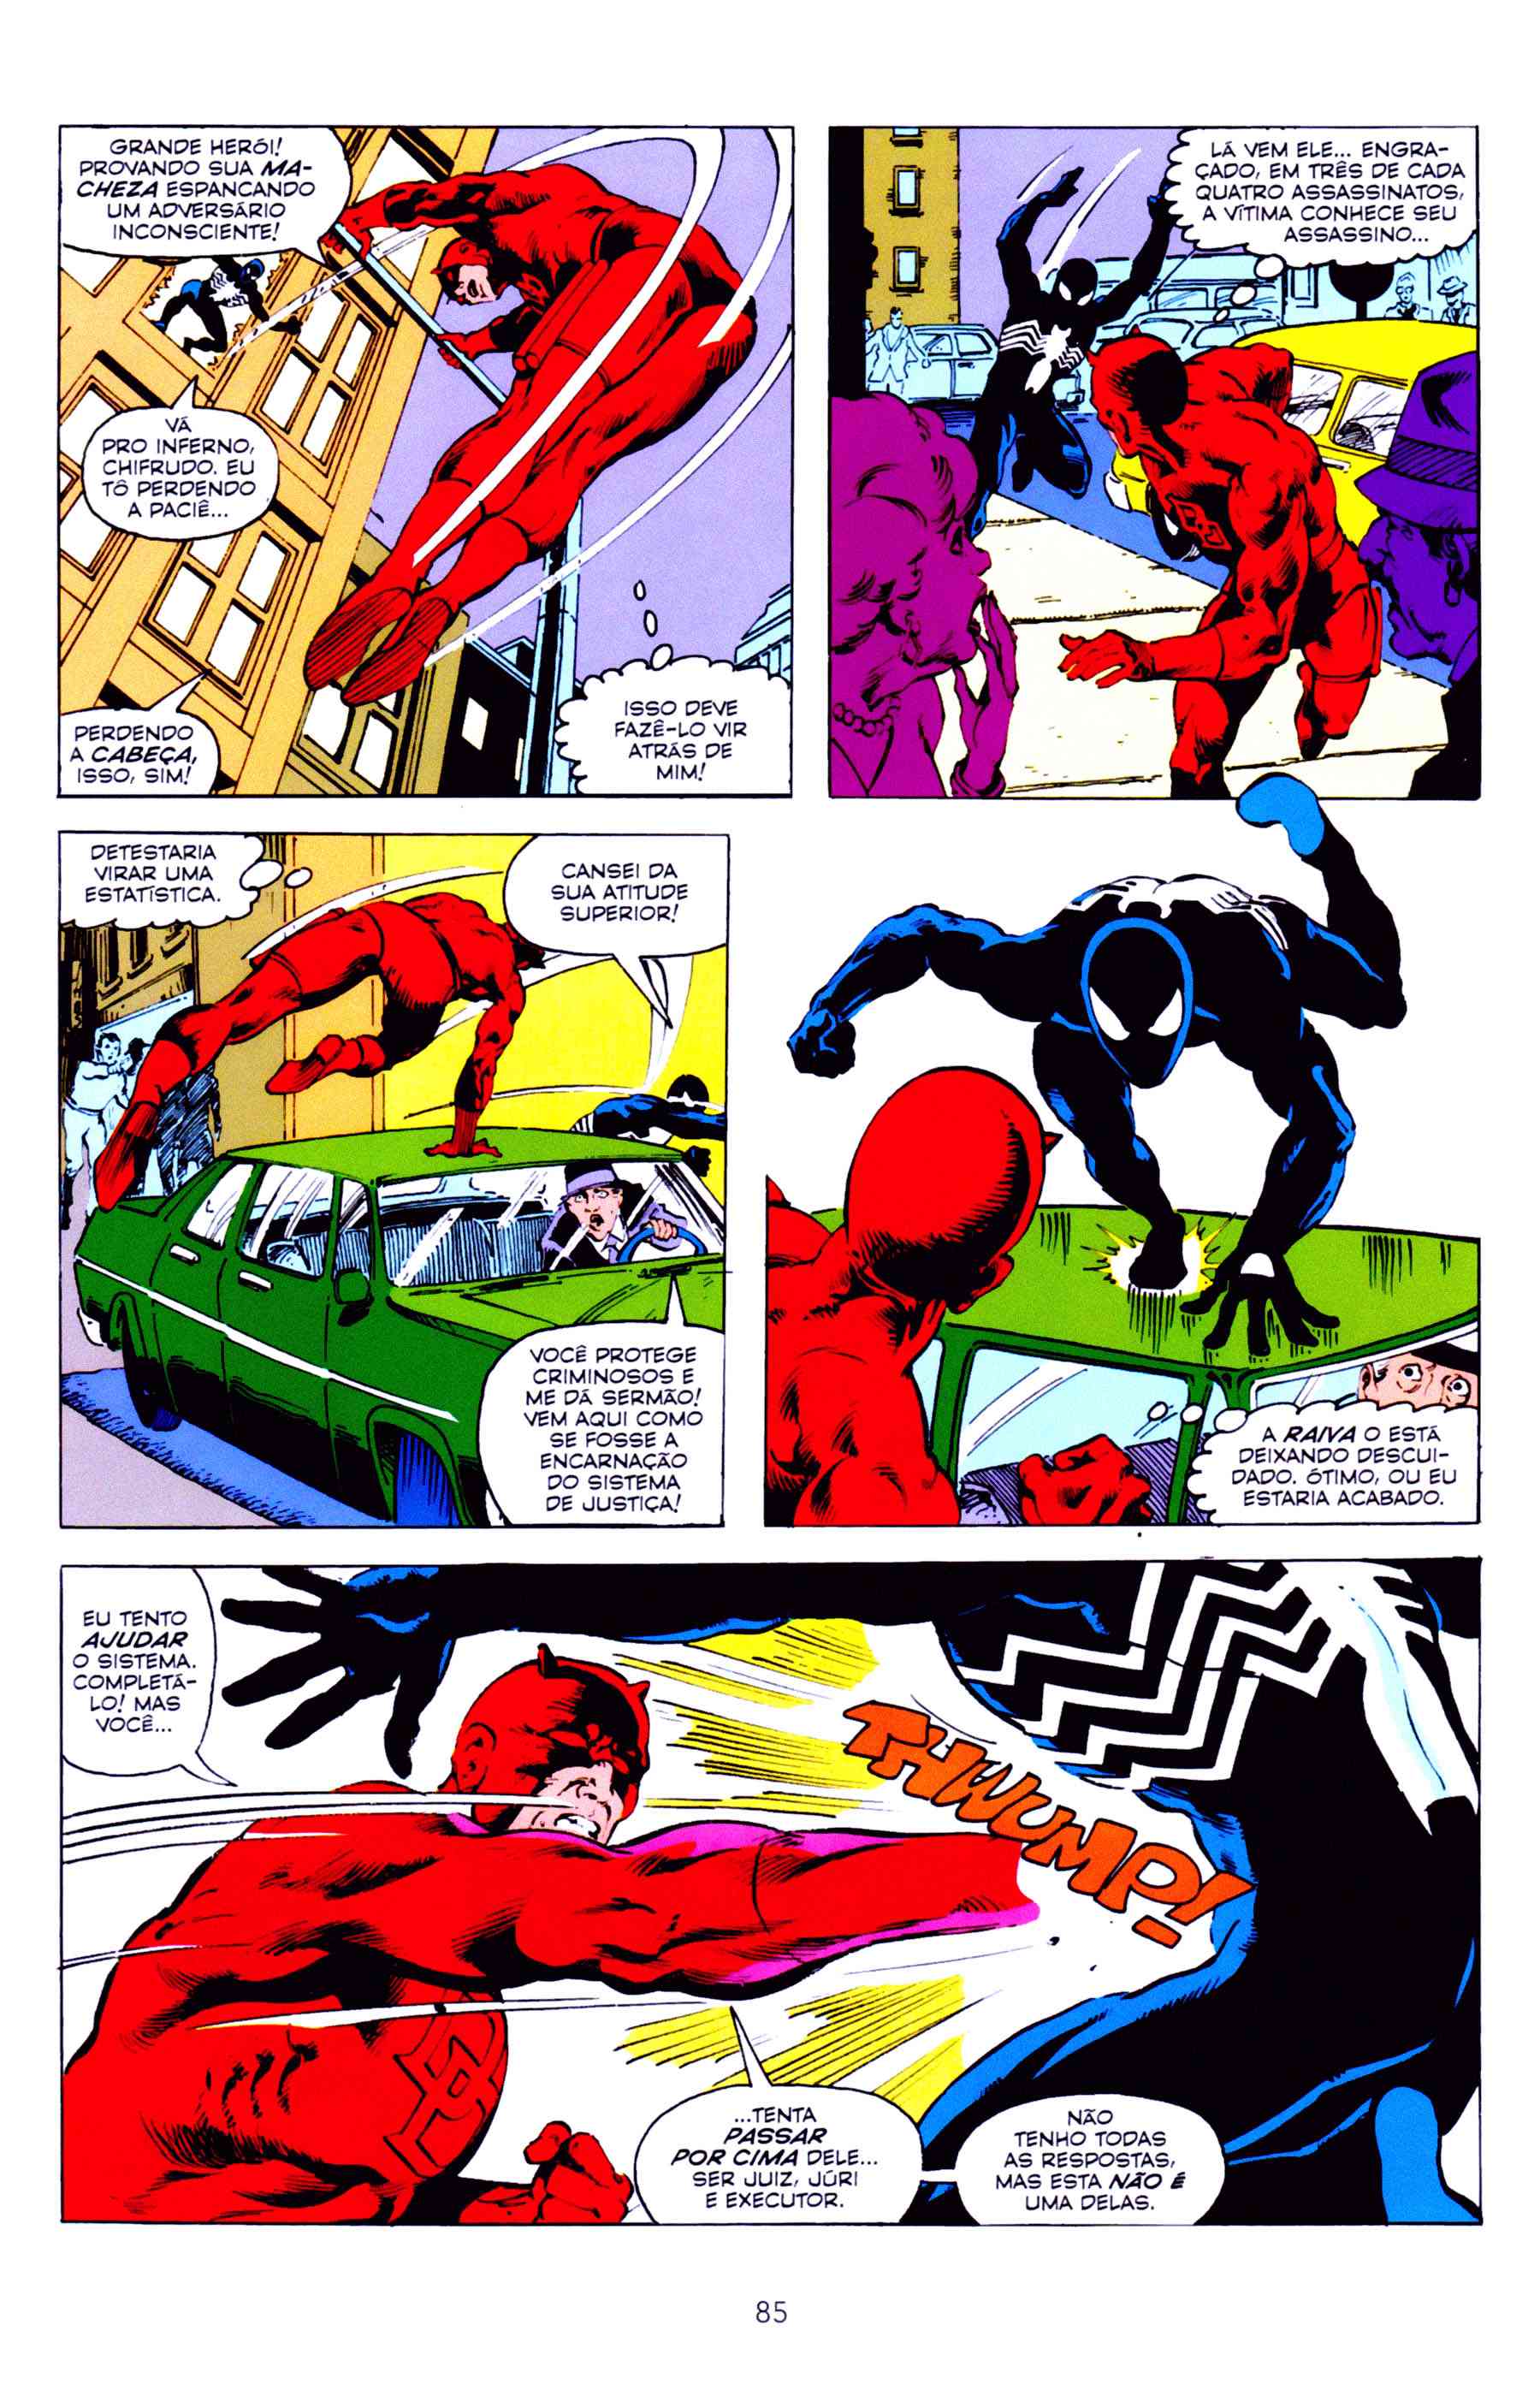 GRANDE HERÓI!
PROVANDO SUA MA-
CHEZA ESPANCANDO
UM ADVERSÁRIO
INCONSCIENTE!
VÁ
PRO INFERNO,
CHIFRUDO. EU
TÔ PERDENDO
A PACIÊ...
PERDENDO
A CABEÇA,
ISSO, SIM!
ISSO DEVE
FAZÊ-LO VIR
ATRÁS DE
MIM!
LÁ VEM ELE... ENGRA-
ÇADO, EM TRÊS DE CADA
QUATRO ASSASSINATOS,
A VÍTIMA CONHECE SEU
ASSASSINO...
DETESTARIA
VIRAR UMA
ESTATÍSTICA.
CANSEI DA
SUA ATITUDE
SUPERIOR!
VOCÊ PROTEGE
CRIMINOSOS E
ME DÁ SERMÃO!
VEM AQUI COMO
SE FOSSE A
ENCARNAÇÃO
DO SISTEMA
DE JUSTIÇA!
A RAIVA O ESTÁ
DEIXANDO DESCUI-
DADO. ÓTIMO, OU EU
ESTARIA ACABADO.
EU TENTO
AJUDAR
O SISTEMA.
COMPLETÁ-
LO! MAS
VOCÊ...
THWUMP!
...TENTA
PASSAR
POR CIMA DELE...
SER JUIZ, JÚRI
E EXECUTOR.
NÃO
TENHO TODAS
AS RESPOSTAS,
MAS ESTA NÃO É
UMA DELAS.
85